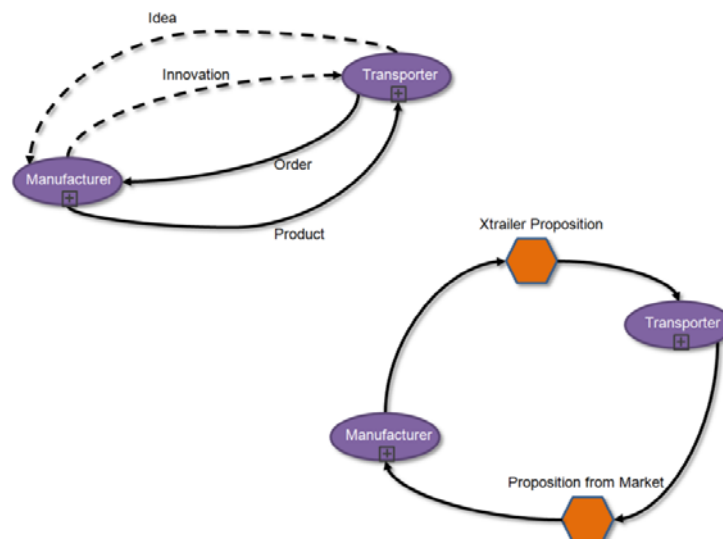 Idea
Innovation
Transporter
Order
Manufacturer
Product
Xtrailer Proposition
Transporter
Manufacturer
Proposition from Market